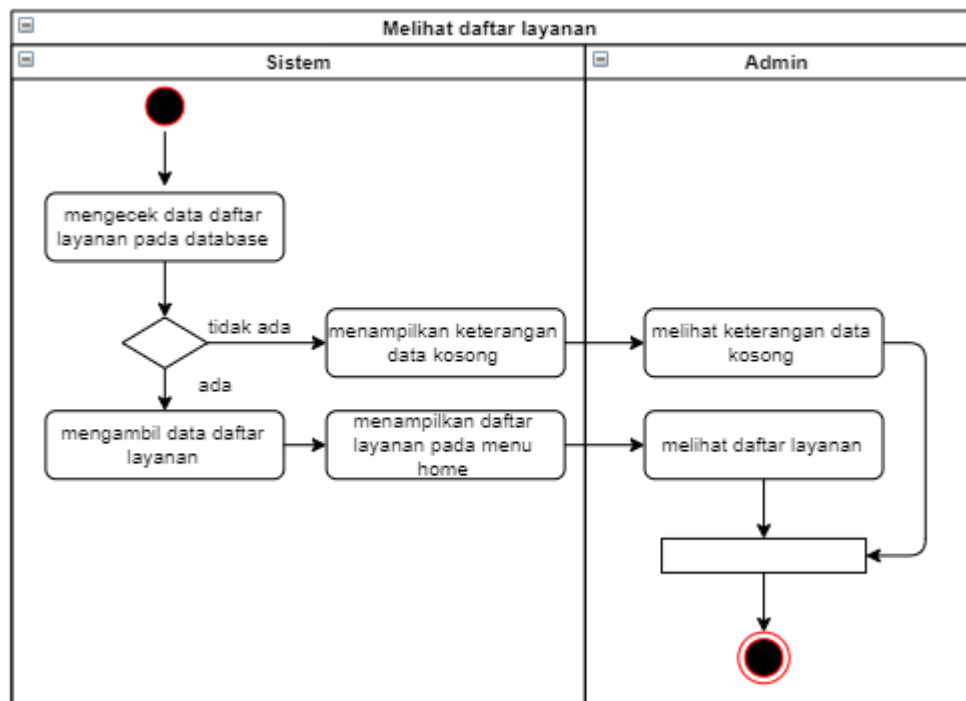 Melihat daftar layanan
Sistem
Admin
mengecek data daftar
layanan pada database
tidak ada
menampilkan keterangan
data kosong
melihat keterangan data
kosong
ada
mengambil data daftar
layanan
menampilkan daftar
layanan pada menu
home
melihat daftar layanan